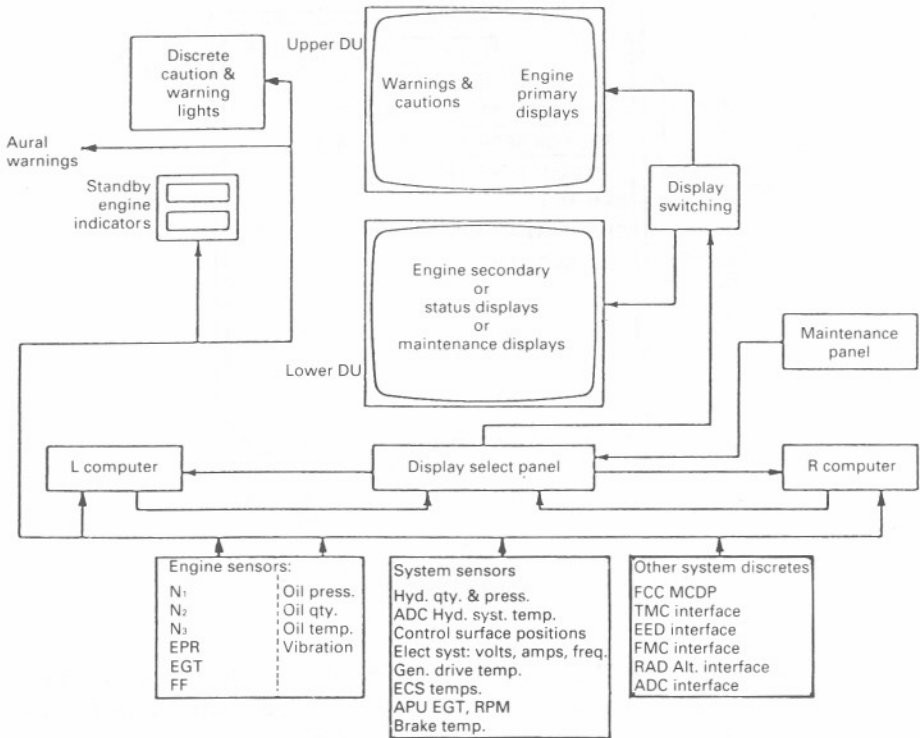 Upper DU
Discrete
caution &
warning
lights
Warnings &
cautions
Engine
primary
displays
Aural
warnings
Standby
engine
indicators
Display
switching
Engine secondary
or
status displays
or
maintenance displays
Lower DU
Maintenance
panel
L computer
Display select panel
R computer
Engine sensors:
N1
N2
N3
EPR
EGT
FF
Oil press.
Oil qty.
Oil temp.
Vibration
System sensors
Hyd. qty. & press.
ADC Hyd. syst. temp.
Control surface positions
Elect syst: volts, amps, freq.
Gen. drive temp.
ECS temps.
APU EGT, RPM
Brake temp.
Other system discretes
FCC MCDP
TMC interface
EED interface
FMC interface
RAD Alt. interface
ADC interface